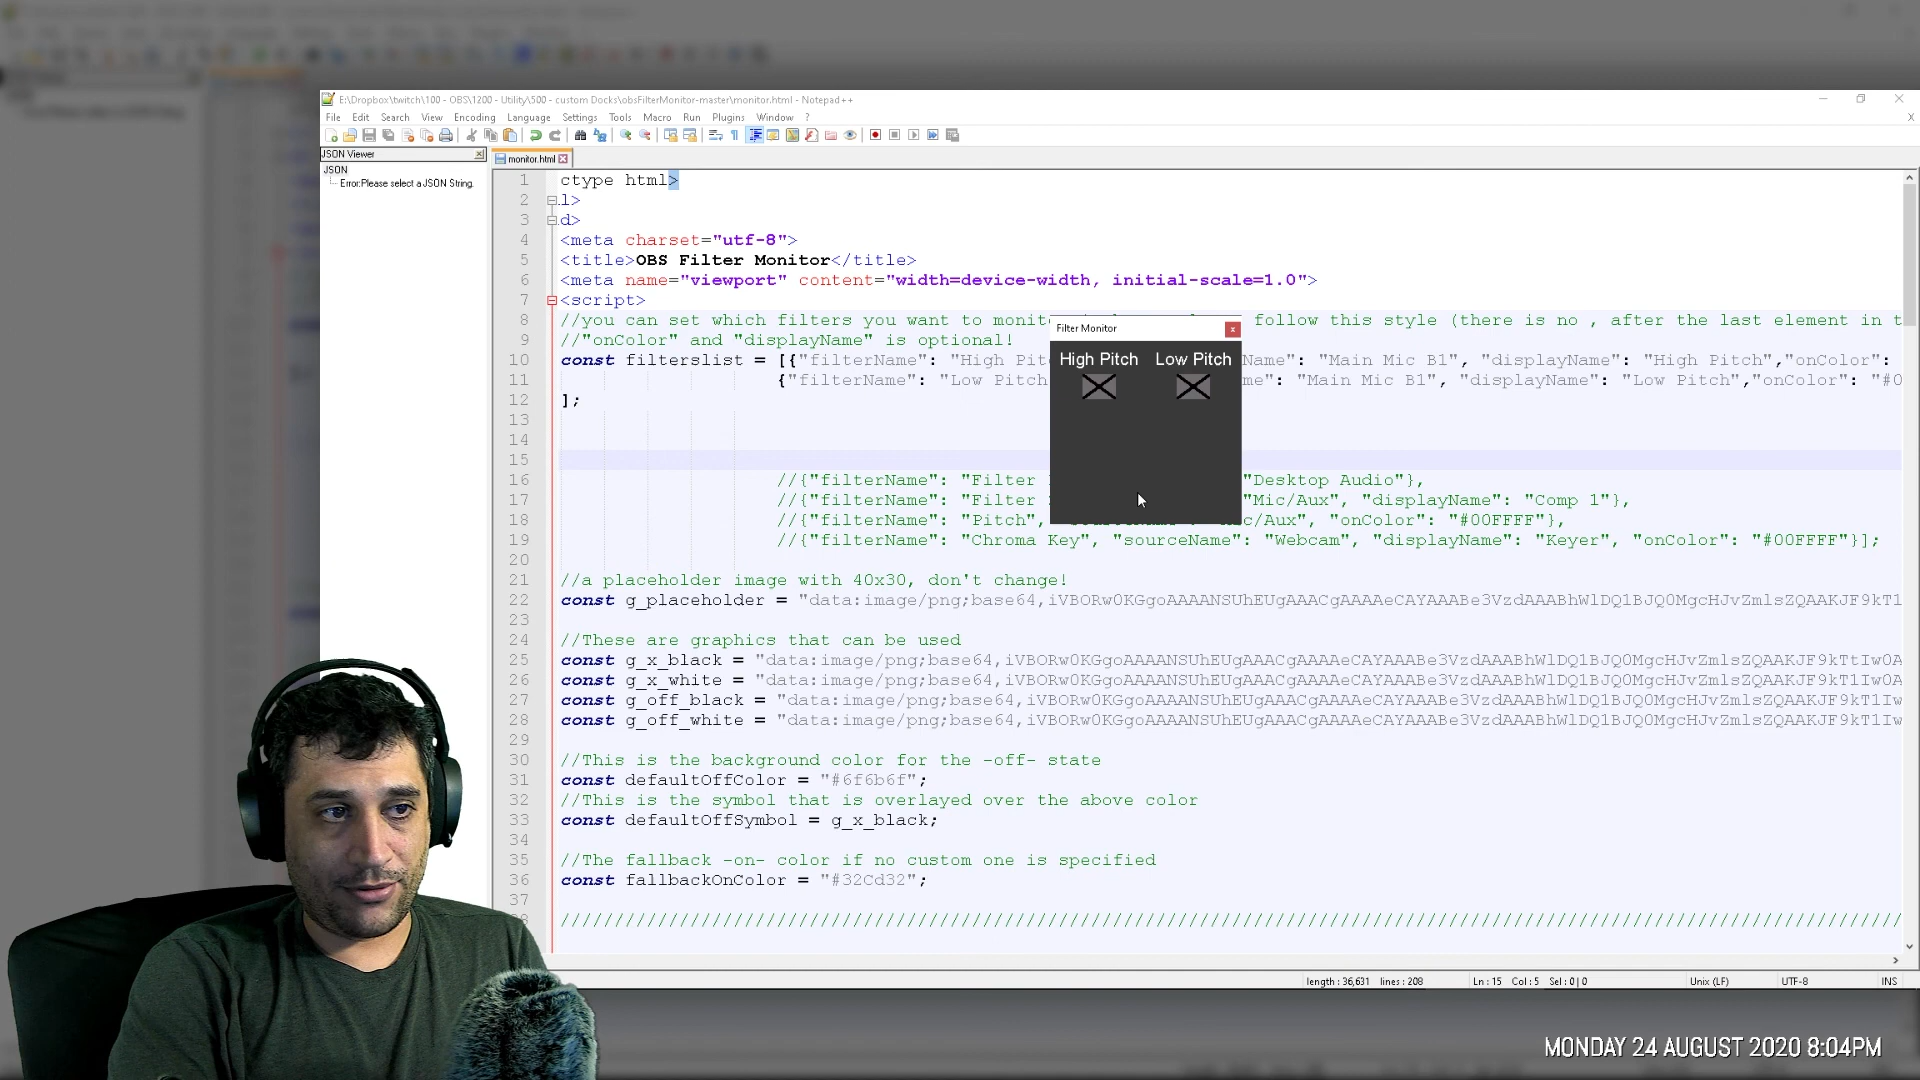 E:\Dropbox\twitch\100 - OBS\1200 - Utility\500 - custom Docks\obsFilterMonitor-master\monitor.html - Notepad++
File Edit Search View Encoding Language Settings Tools Macro Run Plugins Window ? X
JSON Viewer
monitor.html
JSON
Error:Please select a JSON String.
1 ctype html>
2 l>
3 d>
4 <meta charset="utf-8">
5 <title>OBS Filter Monitor</title>
6 <meta name="viewport" content="width=device-width, initial-scale=1.0">
7 <script>
8 //you can set which filters you want to monit follow this style (there is no , after the last element in t
9 //"onColor" and "displayName" is optional!
10 const filterslist = [{"filterName": "High Pit Name": "Main Mic B1", "displayName": "High Pitch","onColor":
11 {"filterName": "Low Pitch me": "Main Mic B1", "displayName": "Low Pitch","onColor": "#0
12 ];
13
14
15
16 //{"filterName": "Filter "Desktop Audio"},
17 //{"filterName": "Filter "Mic/Aux", "displayName": "Comp 1"},
18 //{"filterName": "Pitch", "onColor": "#00FFFF"},
19 //{"filterName": "Chroma Key", "sourceName": "Webcam", "displayName": "Keyer", "onColor": "#00FFFF"}];
20
21 //a placeholder image with 40x30, don't change!
22 const g_placeholder = "data:image/png;base64,
23
24 //These are graphics that can be used
25 const g_x_black = "data:image/png;base64,
26 const g_x_white = "data:image/png;base64,
27 const g_off_black = "data:image/png;base64,
28 const g_off_white = "data:image/png;base64,
29
30 //This is the background color for the -off- state
31 const defaultOffColor = "#6f6b6f";
32 //This is the symbol that is overlayed over the above color
33 const defaultOffSymbol = g_x_black;
34
35 //The fallback -on- color if no custom one is specified
36 const fallbackOnColor = "#32Cd32";
37
Filter Monitor
High Pitch Low Pitch
length : 36,631 lines : 208 Ln : 15 Col : 5 Sel : 0 | 0 Unix (LF) UTF-8 INS
MONDAY 24 AUGUST 2020 8:04PM